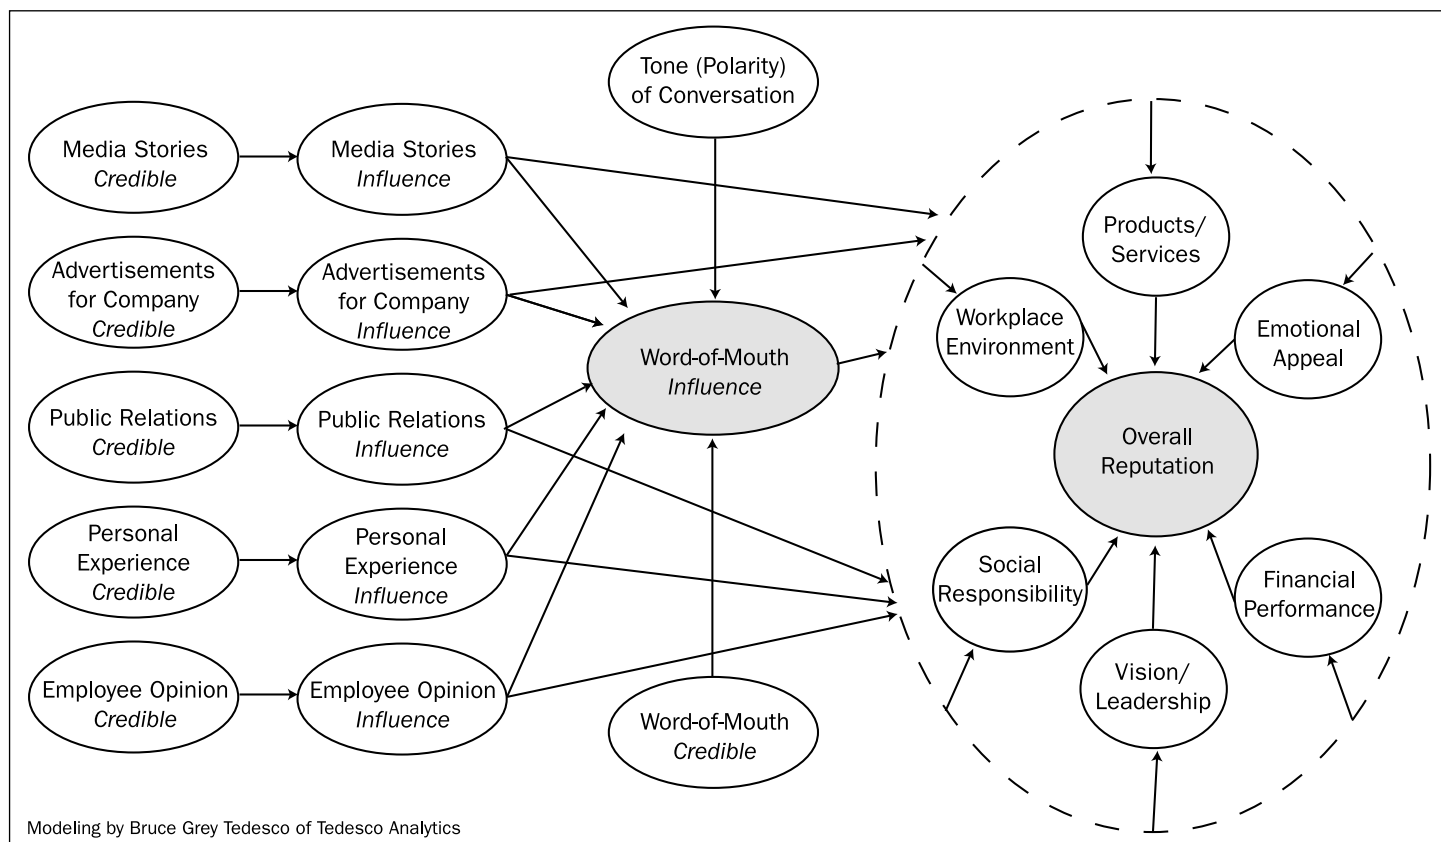 Tone (Polarity)
of Conversation
Media Stories
Credible
Media Stories
Influence
Advertisements
for Company
Credible
Advertisements
for Company
Influence
Public Relations
Credible
Public Relations
Influence
Personal
Experience
Credible
Personal
Experience
Influence
Employee Opinion
Credible
Employee Opinion
Influence
Word-of-Mouth
Influence
Word-of-Mouth
Credible
Products/
Services
Workplace
Environment
Emotional
Appeal
Overall
Reputation
Social
Responsibility
Financial
Performance
Vision/
Leadership
Modeling by Bruce Grey Tedesco of Tedesco Analytics